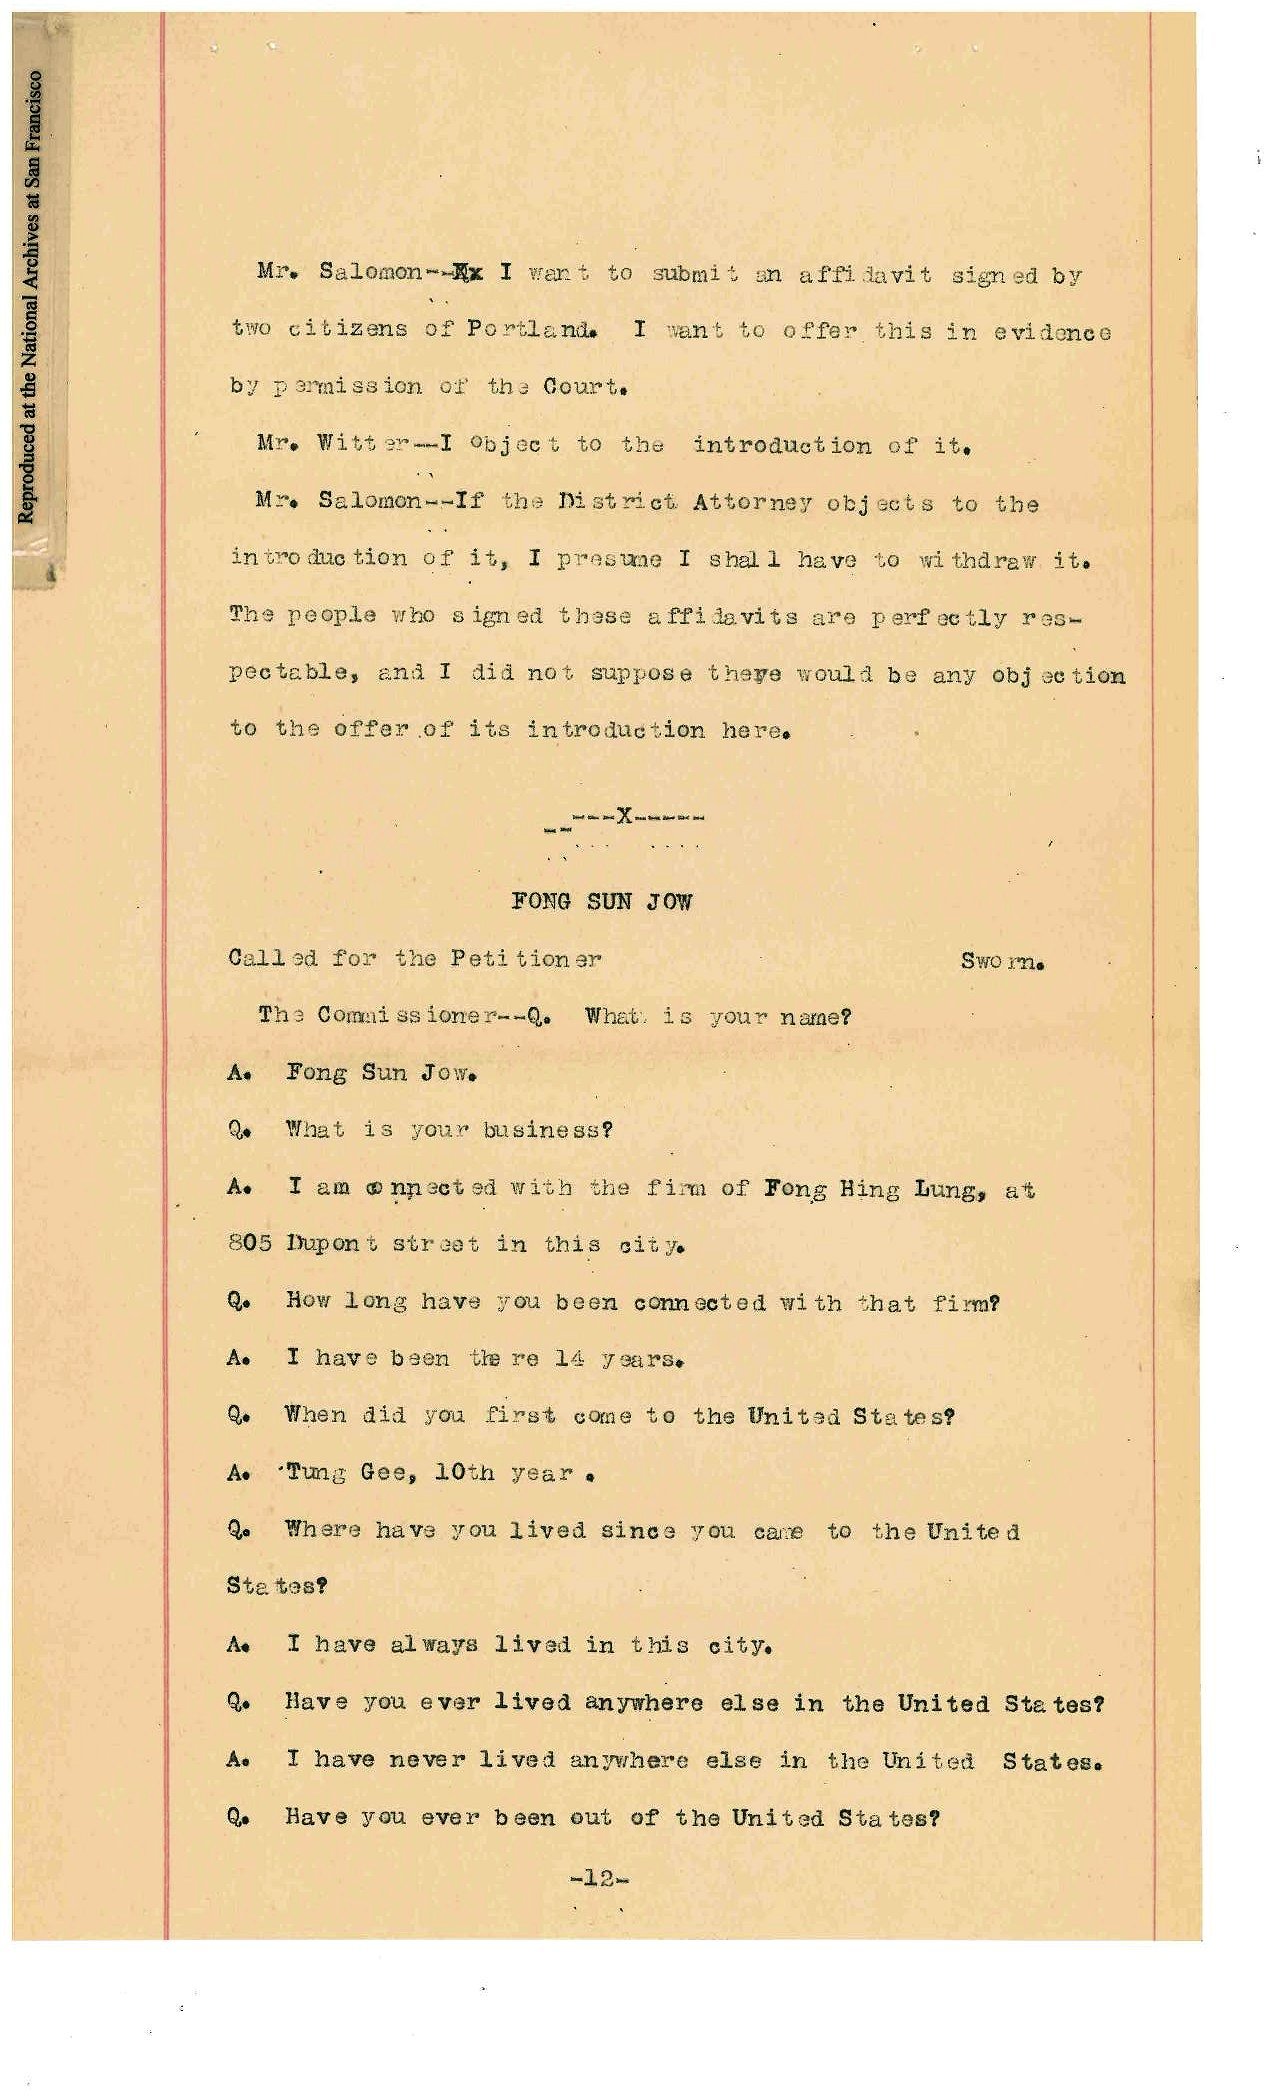 Reproduced at the National Archives at San Francisco
Mr. Salomon--Xx I want to submit an affidavit signed by
two citizens of Portland. I want to offer this in evidence
by permission of the Court.
Mr. Witter--I object to the introduction of it.
Mr. Salomon--If the District Attorney objects to the
introduction of it, I presume I shall have to withdraw it.
The people who signed these affidavits are perfectly res-
pectable, and I did not suppose there would be any objection
to the offer of its introduction here.
-----X-----
FONG SUN JOW
Called for the Petitioner Sworn.
The Commissioner--Q. What is your name?
A. Fong Sun Jow.
Q. What is your business?
A. I am connected with the firm of Fong Hing Lung, at
805 Dupont street in this city.
Q. How long have you been connected with that firm?
A. I have been there 14 years.
Q. When did you first come to the United States?
A. Tung Gee, 10th year .
Q. Where have you lived since you came to the United
States?
A. I have always lived in this city.
Q. Have you ever lived anywhere else in the United States?
A. I have never lived anywhere else in the United States.
Q. Have you ever been out of the United States?
-12-